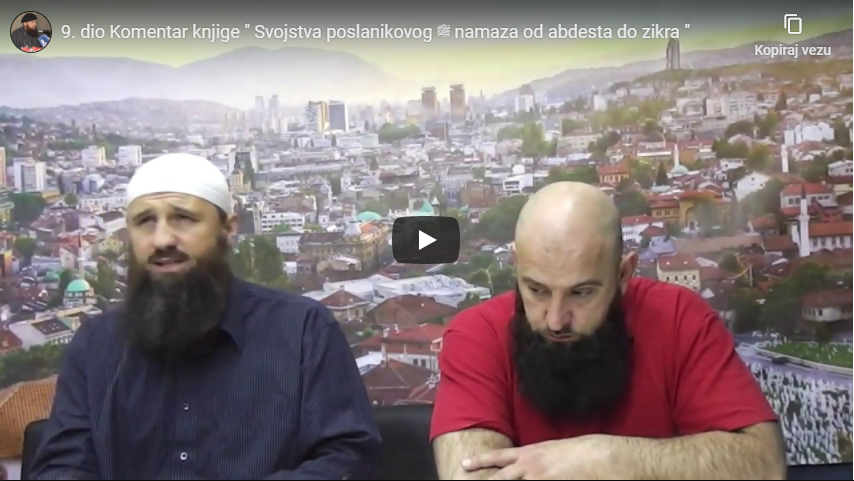 9. dio Komentar knjige " Svojstva poslanikovog ﷺ namaza od abdesta do zikra "
Kopiraj vezu